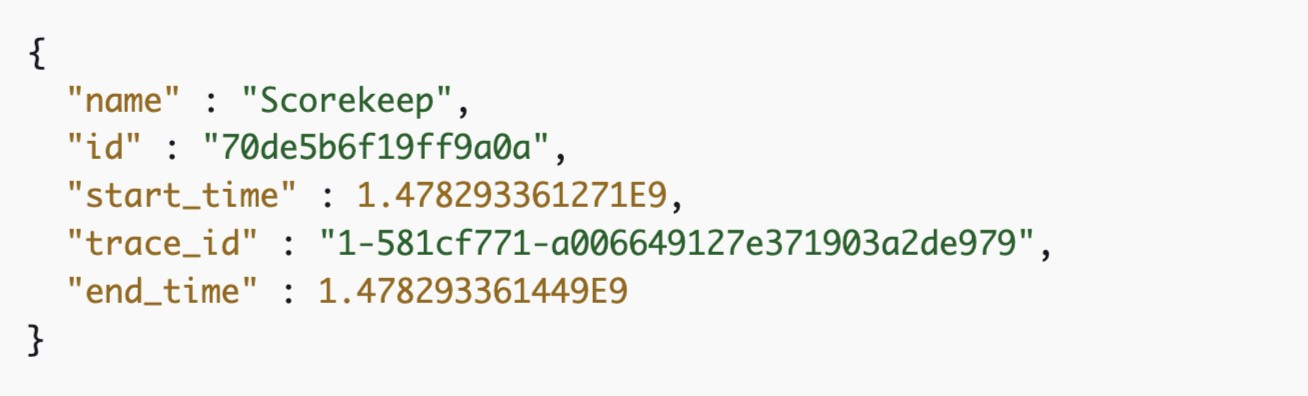 {
"name" : "Scorekeep",
"id" : "70de5b6f19ff9a0a",
"start_time" : 1.478293361271E9,
"trace_id" : "1-581cf771-a006649127e371903a2de979",
"end_time" : 1.478293361449E9
}